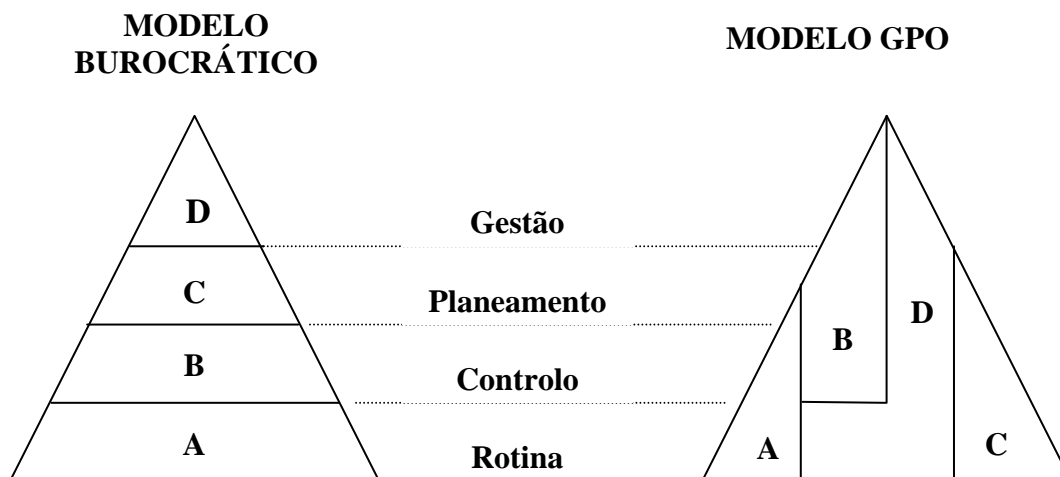 MODELO
BUROCRÁTICO
MODELO GPO
D
Gestão
C
Planeamento
D
B
B
Controlo
A
Rotina
A
C